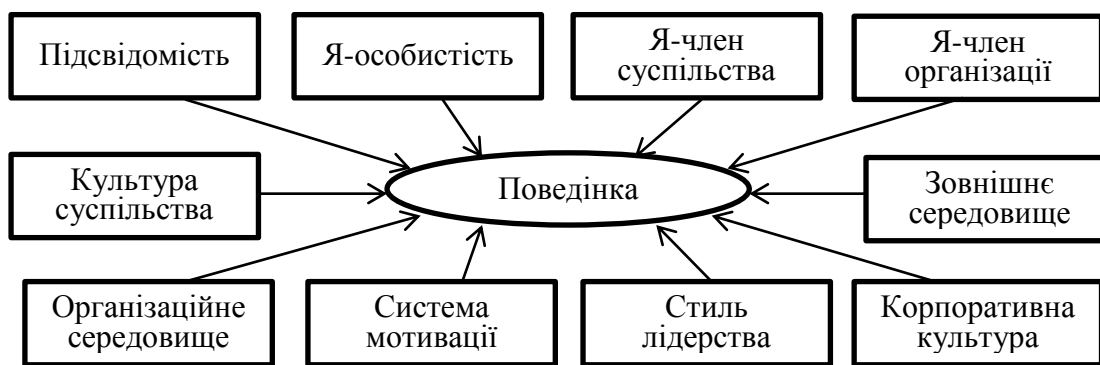 Підсвідомість
Я-особистість
Я-член
суспільства
Я-член
організації
Культура
суспільства
Поведінка
Зовнішнє
середовище
Організаційне
середовище
Система
мотивації
Стиль
лідерства
Корпоративна
культура